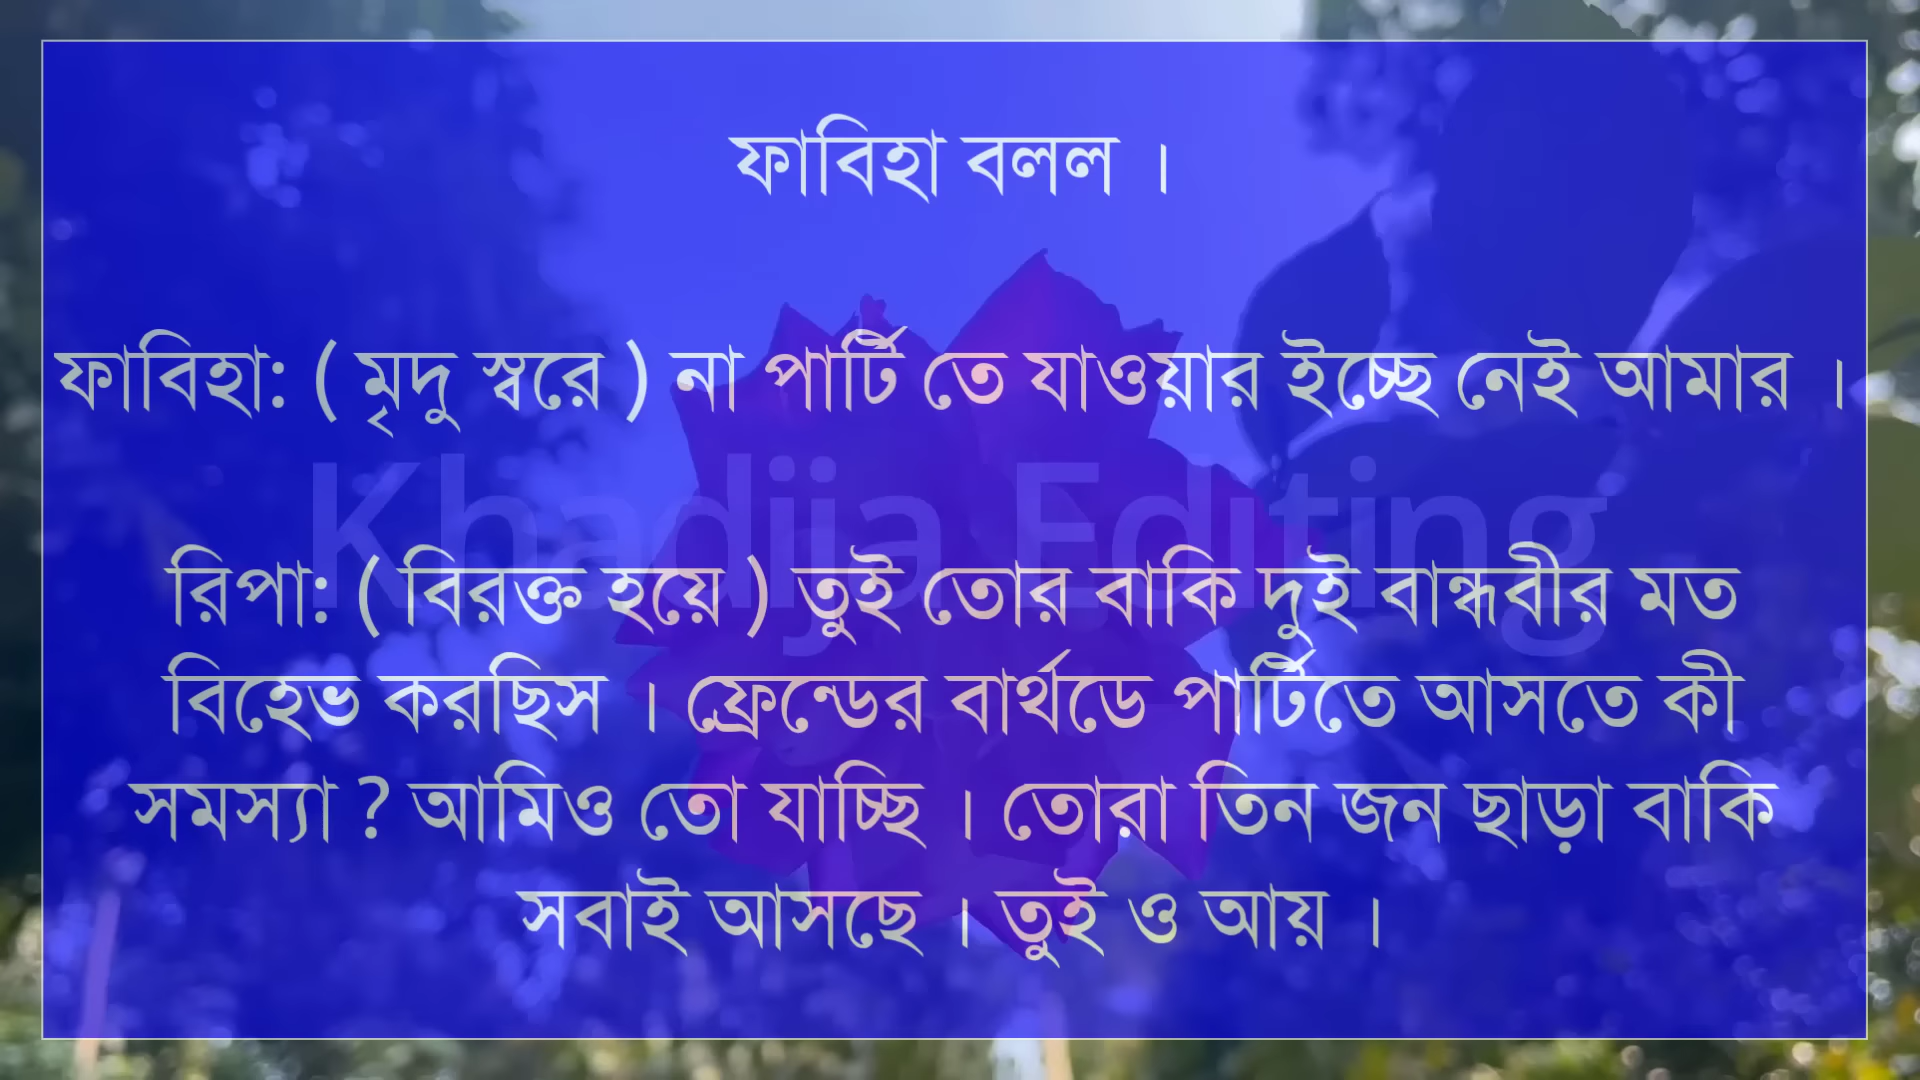 ফাবিহা বলল ।
ফাবিহা: ( মৃদু স্বরে ) না পার্টি তে যাওয়ার ইচ্ছে নেই আমার ।
Khadija Editing
রিপা: ( বিরক্ত হয়ে ) তুই তোর বাকি দুই বান্ধবীর মত
বিহেভ করছিস । ফ্রেন্ডের বার্থডে পার্টিতে আসতে কী
সমস্যা ? আমিও তো যাচ্ছি । তোরা তিন জন ছাড়া বাকি
সবাই আসছে । তুই ও আয় ।